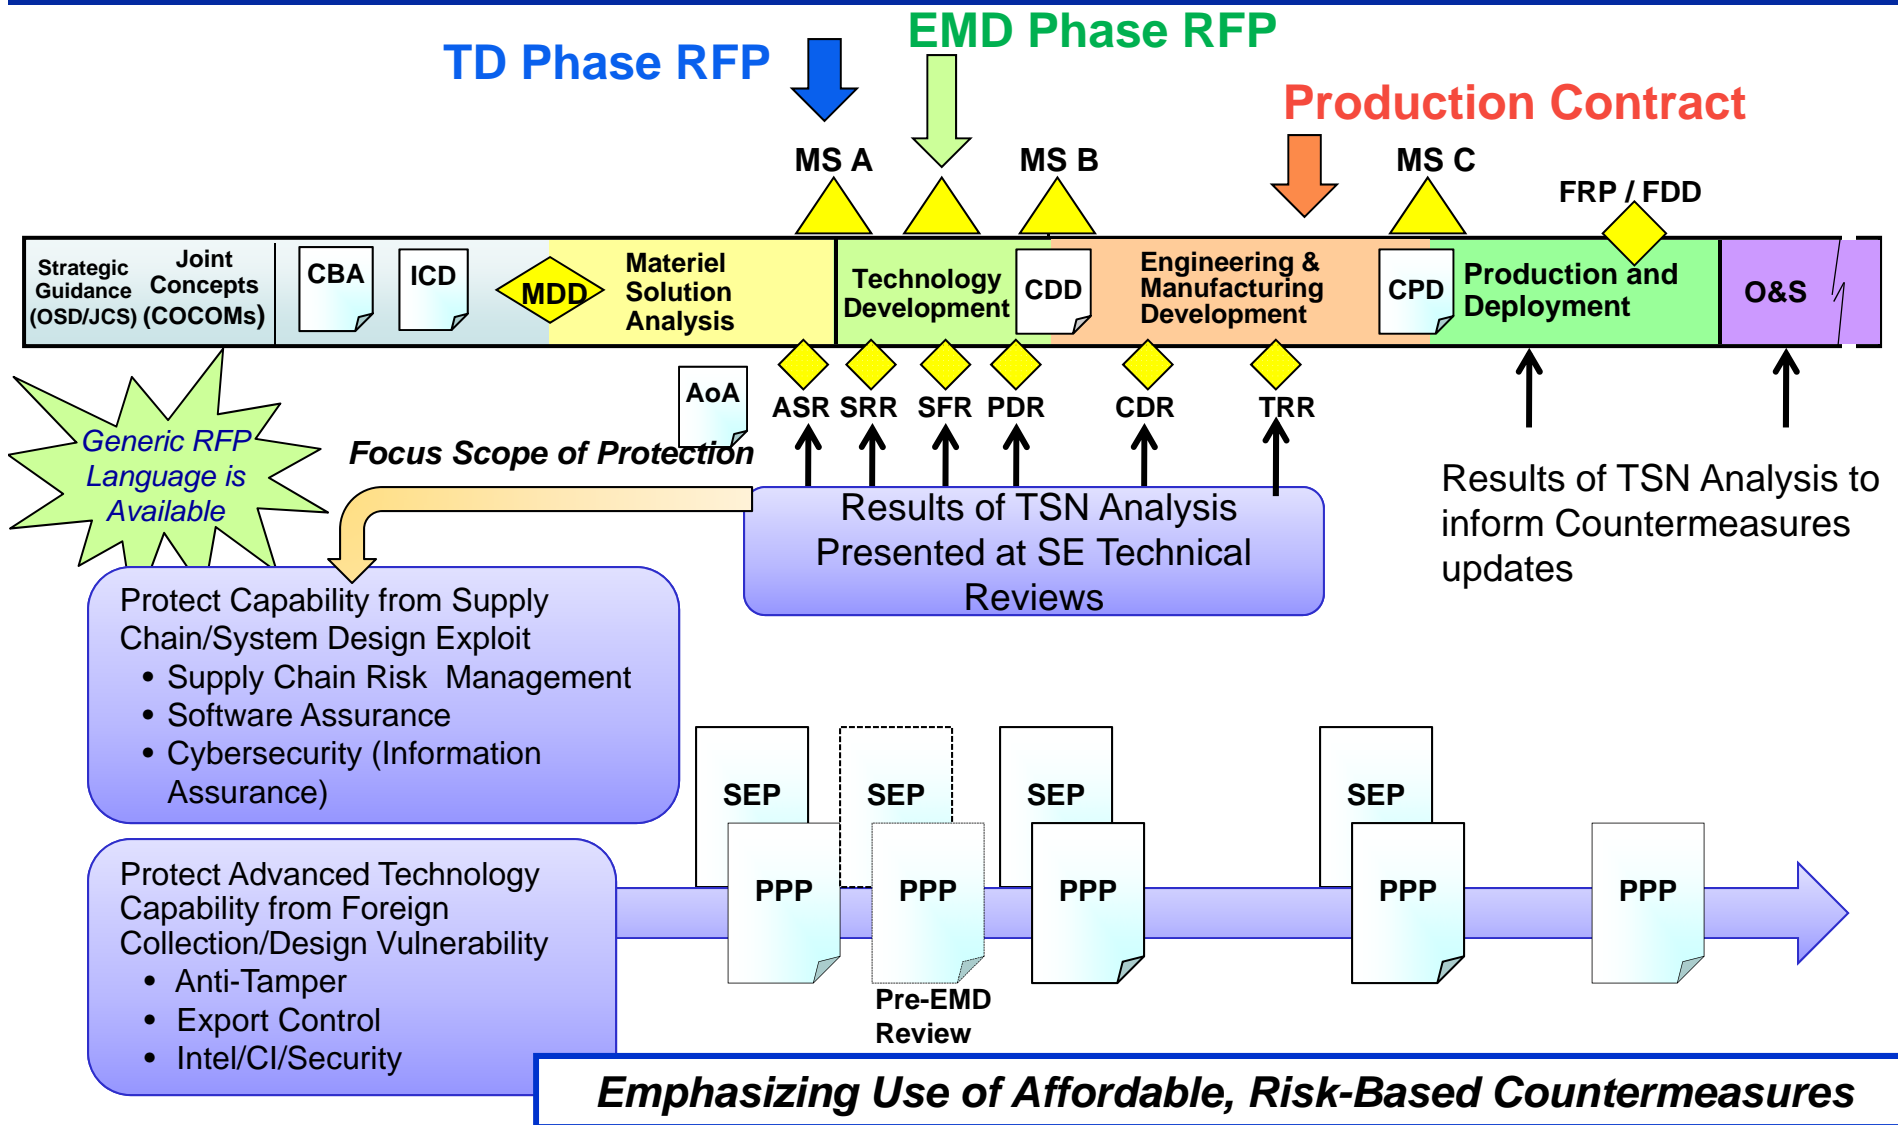 EMD Phase RFP
TD Phase RFP
Production Contract
MS A
MS B
MS C
FRP / FDD
Strategic
Guidance
(OSD/JCS)
Joint
Concepts
(COCOMs)
CBA
ICD
MDD
Materiel
Solution
Analysis
Technology
Development
CDD
Engineering &
Manufacturing
Development
CPD
Production and
Deployment
O&S
AoA
ASR
SRR
SFR
PDR
CDR
TRR
Generic RFP
Language is
Available
Focus Scope of Protection
Results of TSN Analysis
Presented at SE Technical
Reviews
Results of TSN Analysis to
inform Countermeasures
updates
Protect Capability from Supply
Chain/System Design Exploit
• Supply Chain Risk Management
• Software Assurance
• Cybersecurity (Information
Assurance)
SEP
SEP
SEP
SEP
Protect Advanced Technology
Capability from Foreign
Collection/Design Vulnerability
• Anti-Tamper
• Export Control
• Intel/CI/Security
PPP
PPP
PPP
PPP
PPP
Pre-EMD
Review
Emphasizing Use of Affordable, Risk-Based Countermeasures